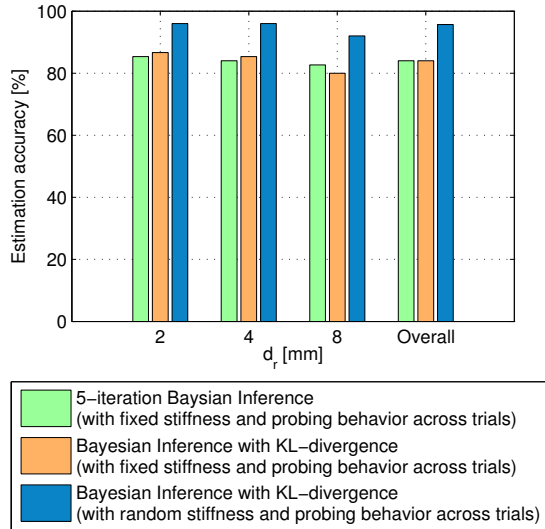 100
80
60
40
20
0
Estimation accuracy [%]
2 4 8 Overall
d_r [mm]
5-iteration Baysian Inference
(with fixed stiffness and probing behavior across trials)
Bayesian Inference with KL-divergence
(with fixed stiffness and probing behavior across trials)
Bayesian Inference with KL-divergence
(with random stiffness and probing behavior across trials)